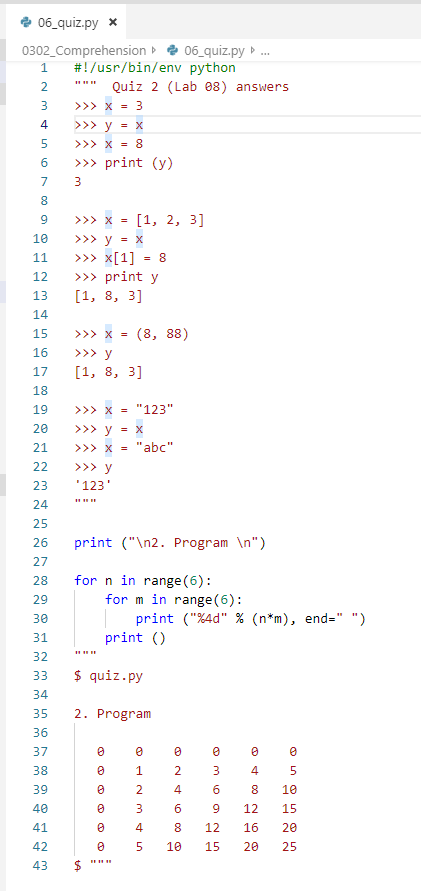 06_quiz.py ×
0302_Comprehension ▸ 06_quiz.py ▸ ...
1 #!/usr/bin/env python
2 """  Quiz 2 (Lab 08) answers
3 >>> x = 3
4 >>> y = x
5 >>> x = 8
6 >>> print (y)
7 3
8
9 >>> x = [1, 2, 3]
10 >>> y = x
11 >>> x[1] = 8
12 >>> print y
13 [1, 8, 3]
14
15 >>> x = (8, 88)
16 >>> y
17 [1, 8, 3]
18
19 >>> x = "123"
20 >>> y = x
21 >>> x = "abc"
22 >>> y
23 '123'
24 """
25
26 print ("\n2. Program \n")
27
28 for n in range(6):
29     for m in range(6):
30         print ("%4d" % (n*m), end=" ")
31     print ()
32 """
33 $ quiz.py
34
35 2. Program
36
37    0    0    0    0    0    0
38    0    1    2    3    4    5
39    0    2    4    6    8   10
40    0    3    6    9   12   15
41    0    4    8   12   16   20
42    0    5   10   15   20   25
43 $ """